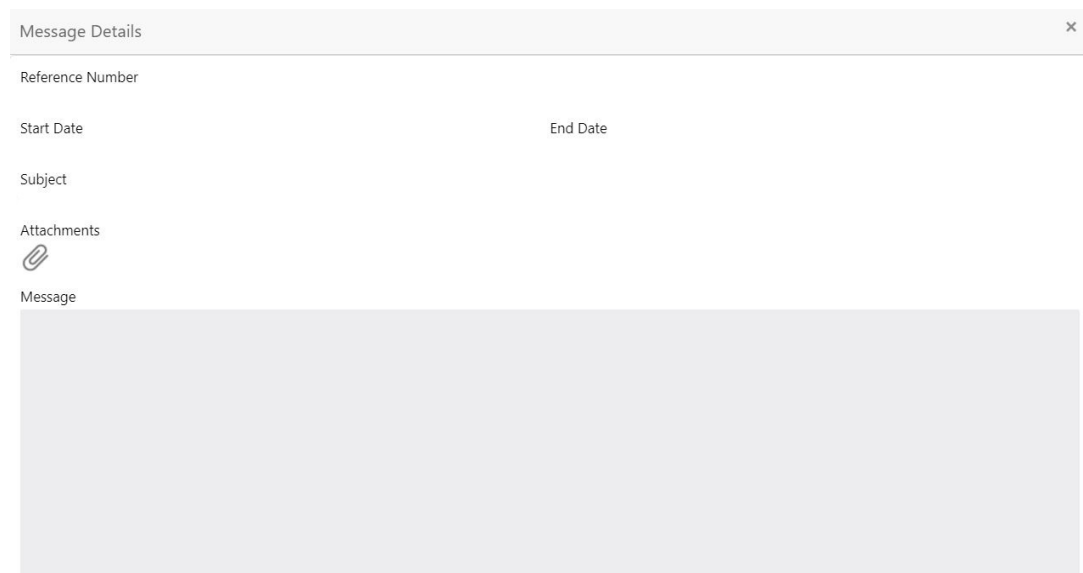 Message Details
Reference Number
Start Date End Date
Subject
Attachments
Message